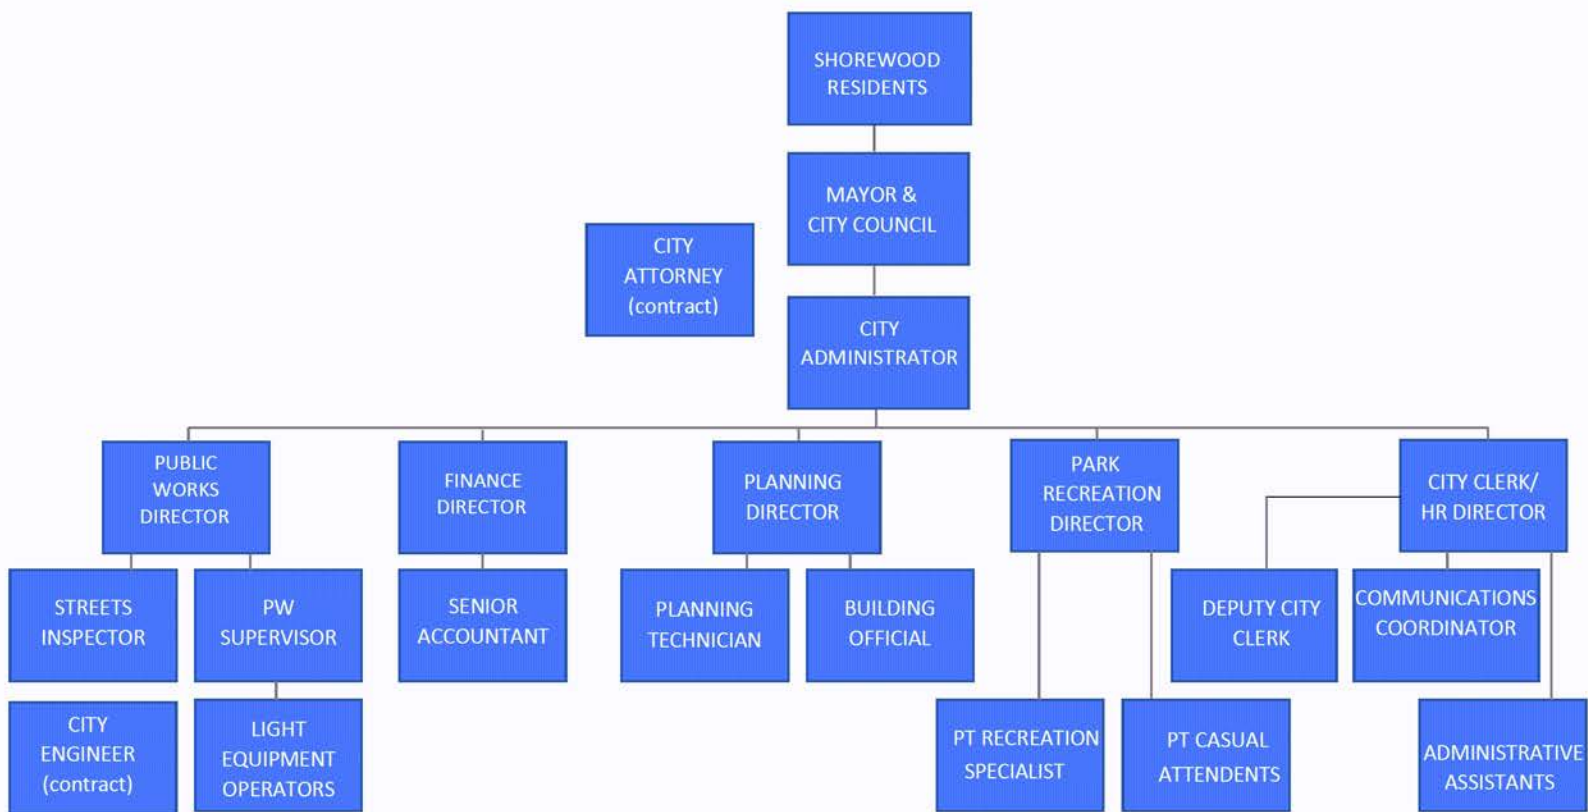 SHOREWOOD
RESIDENTS
MAYOR &
CITY COUNCIL
CITY
ATTORNEY
(contract)
CITY
ADMINISTRATOR
PUBLIC
WORKS
DIRECTOR
FINANCE
DIRECTOR
PLANNING
DIRECTOR
PARK
RECREATION
DIRECTOR
CITY CLERK/
HR DIRECTOR
STREETS
INSPECTOR
PW
SUPERVISOR
SENIOR
ACCOUNTANT
PLANNING
TECHNICIAN
BUILDING
OFFICIAL
DEPUTY CITY
CLERK
COMMUNICATIONS
COORDINATOR
CITY
ENGINEER
(contract)
LIGHT
EQUIPMENT
OPERATORS
PT RECREATION
SPECIALIST
PT CASUAL
ATTENDENTS
ADMINISTRATIVE
ASSISTANTS